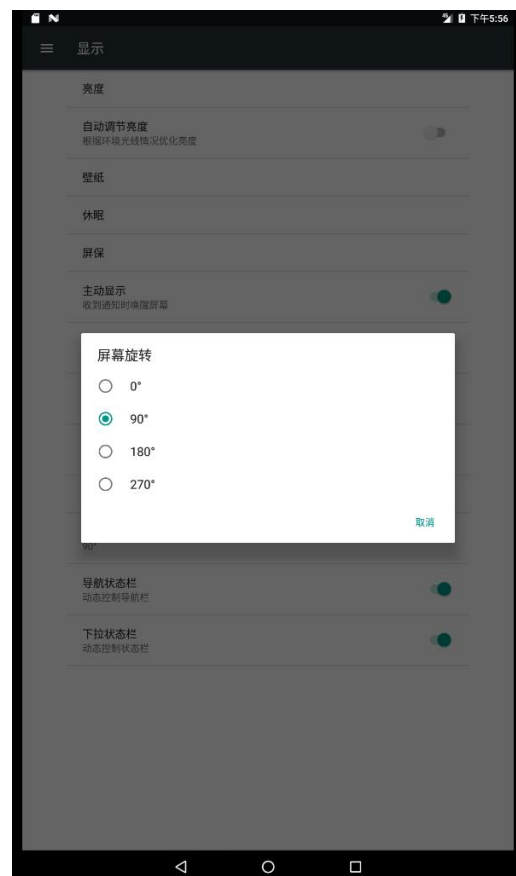 下午5:56
显示
亮度
自动调节亮度
根据环境光线情况优化亮度
壁纸
休眠
屏保
主动显示
收到通知时唤醒屏幕
屏幕旋转
0°
90°
180°
270°
取消
90°
导航状态栏
动态控制导航栏
下拉状态栏
动态控制状态栏